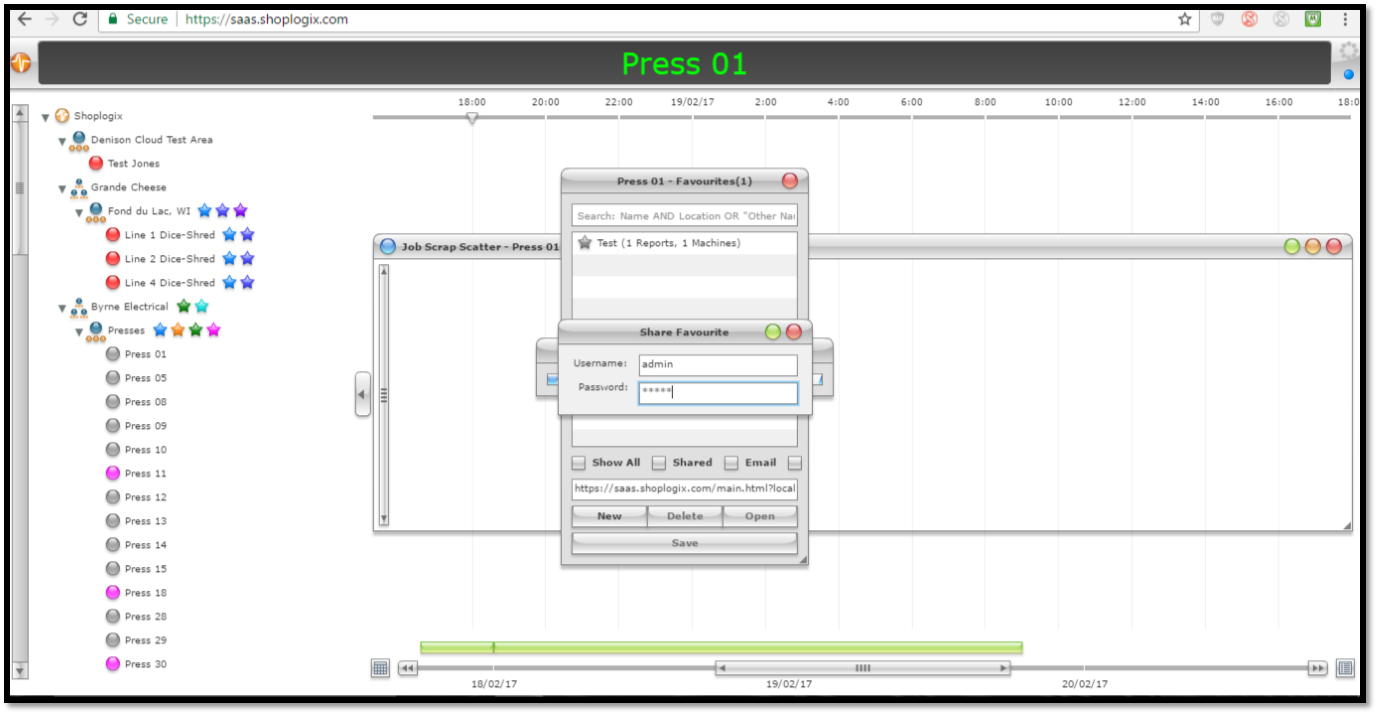 Secure https://saas.shoplogix.com
Press 01
18:00 20:00 22:00 19/02/17 2:00 4:00 6:00 8:00 10:00 12:00 14:00 16:00 18:0
Shoplogix
Denison Cloud Test Area
Test Jones
Grande Cheese
Fond du Lac, WI
Line 1 Dice-Shred
Line 2 Dice-Shred
Line 4 Dice-Shred
Byrne Electrical
Presses
Press 01
Press 05
Press 08
Press 09
Press 10
Press 11
Press 12
Press 13
Press 14
Press 15
Press 18
Press 28
Press 29
Press 30
Press 01 - Favourites(1)
Search: Name AND Location OR "Other Na
Test (1 Reports, 1 Machines)
Job Scrap Scatter - Press 01
Share Favourite
Username: admin
Password: *****
Show All Shared Email
https://saas.shoplogix.com/main.html?local
New Delete Open
Save
18/02/17 19/02/17 20/02/17